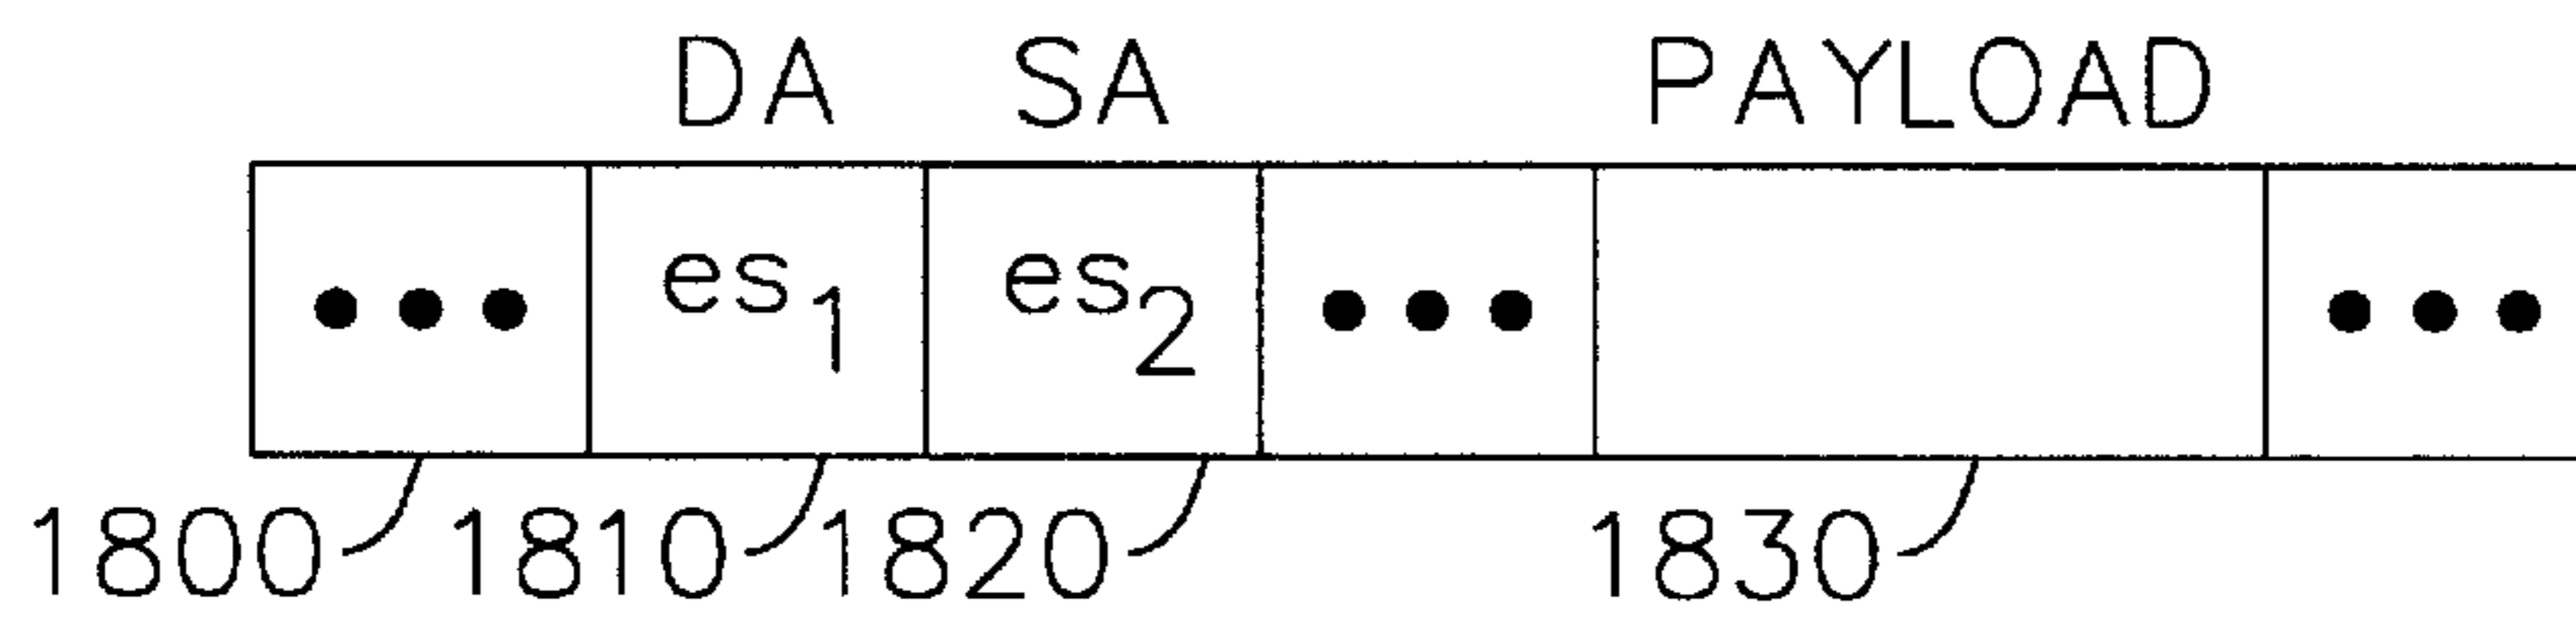 DA SA PAYLOAD
••• es₁ es₂ ••• •••
1800 1810 1820 1830